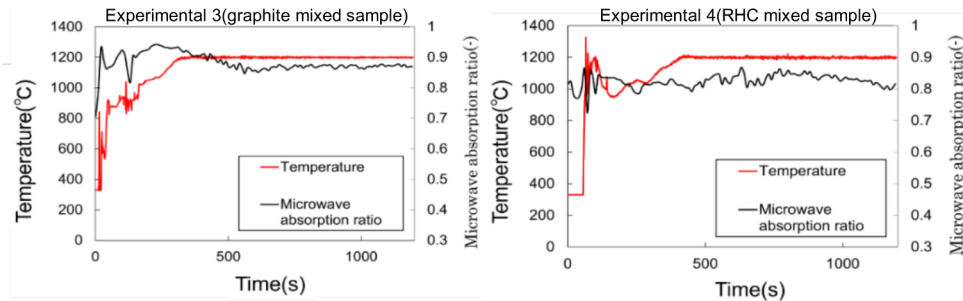 Experimental 3(graphite mixed sample)
1400
1200
1000
800
600
400
200
0
Temperature(℃)
1
0.9
0.8
0.7
0.6
0.5
0.4
0.3
Microwave absorption ratio(-)
Temperature
Microwave
absorption ratio
0
500
1000
Time(s)
Experimental 4(RHC mixed sample)
1400
1200
1000
800
600
400
200
0
Temperature(℃)
1
0.9
0.8
0.7
0.6
0.5
0.4
0.3
Microwave absorption ratio(-)
Temperature
Microwave
absorption ratio
0
500
1000
Time(s)